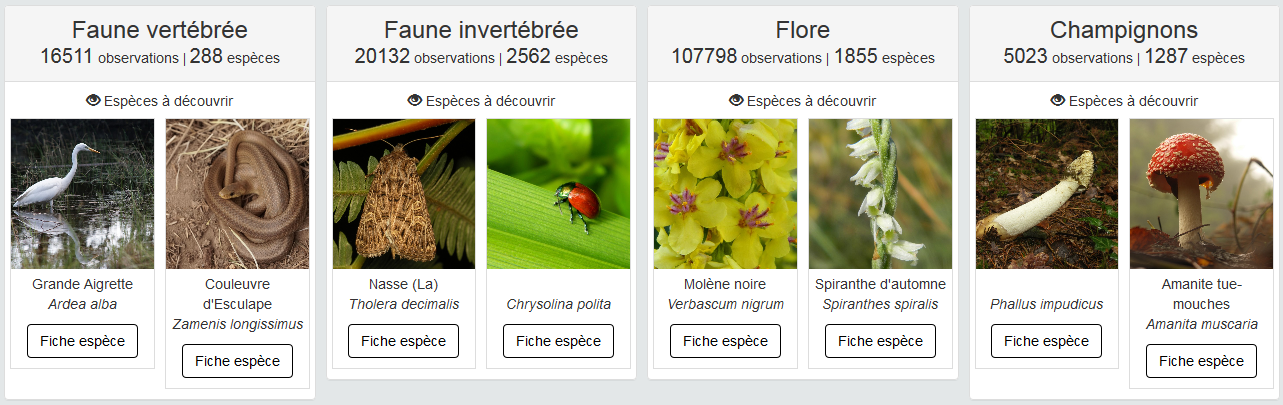 Faune vertébrée
16511 observations | 288 espèces
Espèces à découvrir
Grande Aigrette
Ardea alba
Fiche espèce
Couleuvre
d'Esculape
Zamenis longissimus
Fiche espèce
Faune invertébrée
20132 observations | 2562 espèces
Espèces à découvrir
Nasse (La)
Tholera decimalis
Fiche espèce
Chrysolina polita
Fiche espèce
Flore
107798 observations | 1855 espèces
Espèces à découvrir
Molène noire
Verbascum nigrum
Fiche espèce
Spiranthe d'automne
Spiranthes spiralis
Fiche espèce
Champignons
5023 observations | 1287 espèces
Espèces à découvrir
Phallus impudicus
Fiche espèce
Amanite tue-
mouches
Amanita muscaria
Fiche espèce